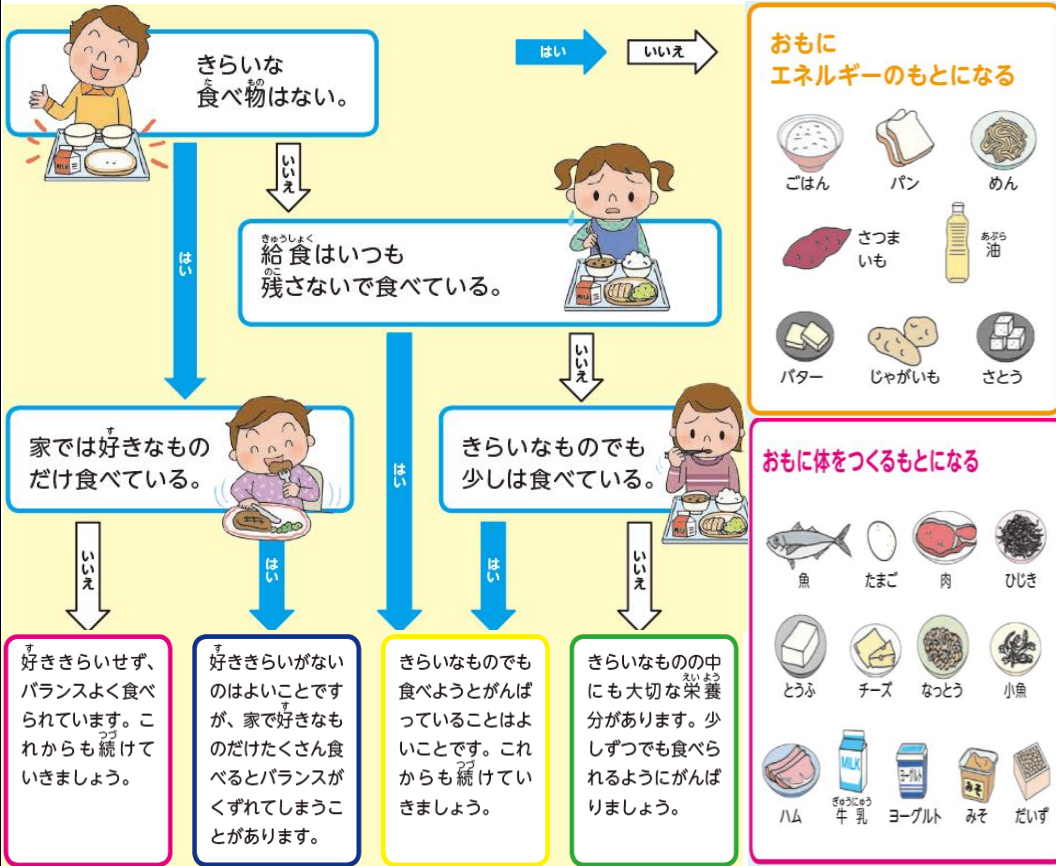 きらいな
食べ物はない。
はい
いいえ
はい
いいえ
給食はいつも
残さないで食べている。
はい
いいえ
家では好きなもの
だけ食べている。
きらいなものでも
少しは食べている。
いいえ
はい
はい
いいえ
好ききらいせず、
バランスよく食べ
られています。こ
れからも続けて
いきましょう。
好ききらいがない
のはよいことです
が、家で好きなも
のだけたくさん食
べるとバランスが
くずれてしまうこ
とがあります。
きらいなものでも
食べようとがんば
っていることはよ
いことです。これ
からも続けてい
きましょう。
きらいなものの中
にも大切な栄養
分があります。少
しずつでも食べら
れるようにがんば
りましょう。
おもに
エネルギーのもとになる
ごはん
パン
めん
さつま
いも
油
バター
じゃがいも
さとう
おもに体をつくるもとになる
魚
たまご
肉
ひじき
とうふ
チーズ
なっとう
小魚
ハム
MILK
牛乳
ヨーグルト
ヨーグルト
みそ
みそ
だいず